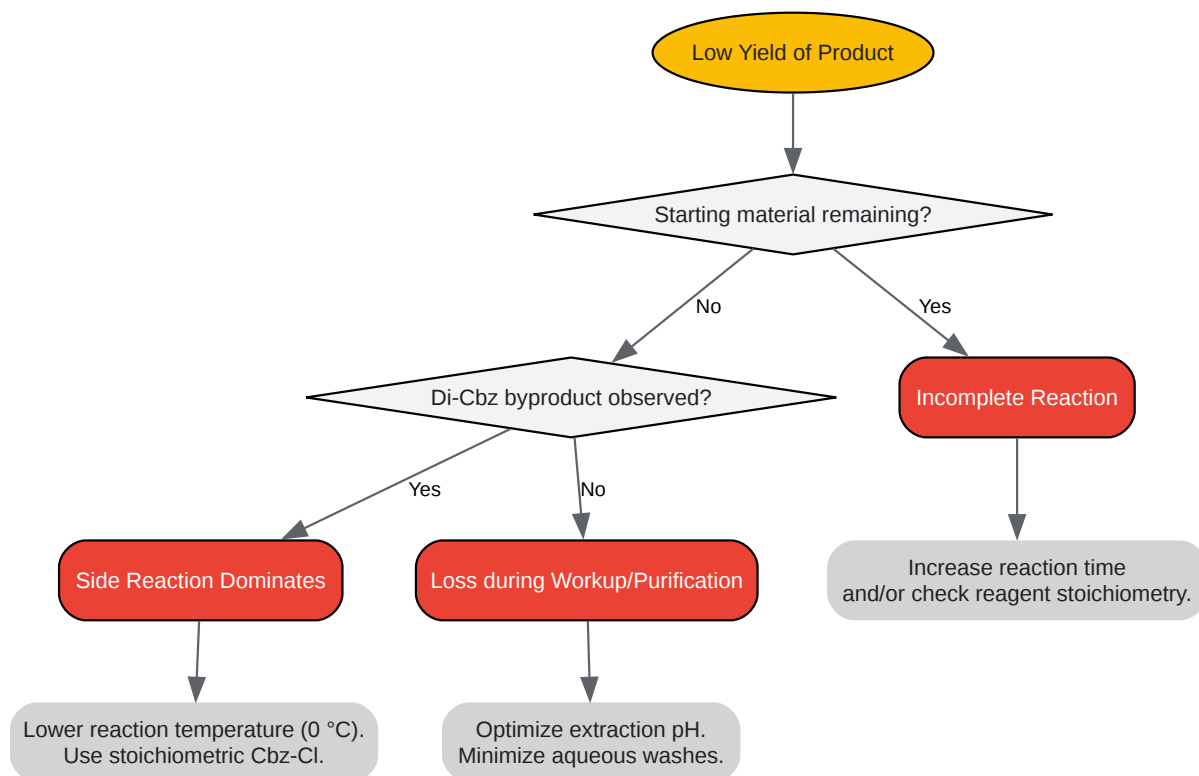 Low Yield of Product
Starting material remaining?
No
Yes
Di-Cbz byproduct observed?
Incomplete Reaction
Yes
No
Side Reaction Dominates
Loss during Workup/Purification
Increase reaction time
and/or check reagent stoichiometry.
Lower reaction temperature (0 °C).
Use stoichiometric Cbz-Cl.
Optimize extraction pH.
Minimize aqueous washes.